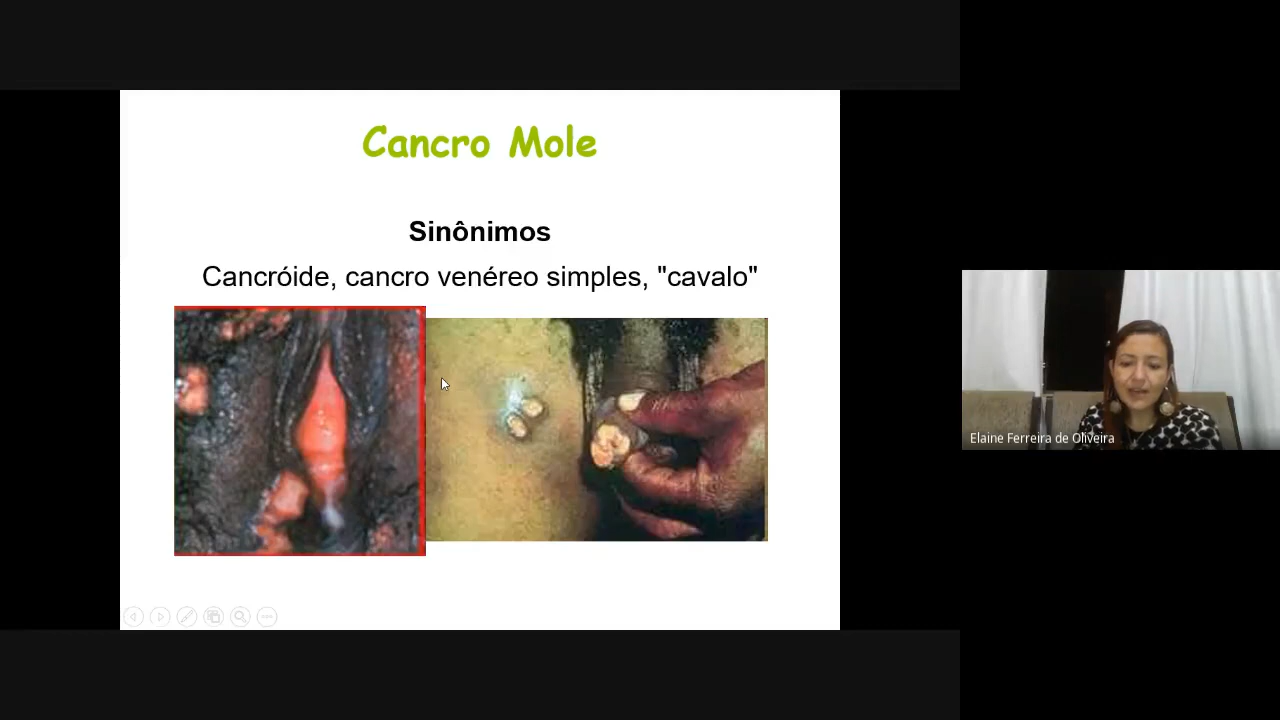 Cancro Mole
Sinônimos
Cancróide, cancro venéreo simples, "cavalo"
Elaine Ferreira de Oliveira